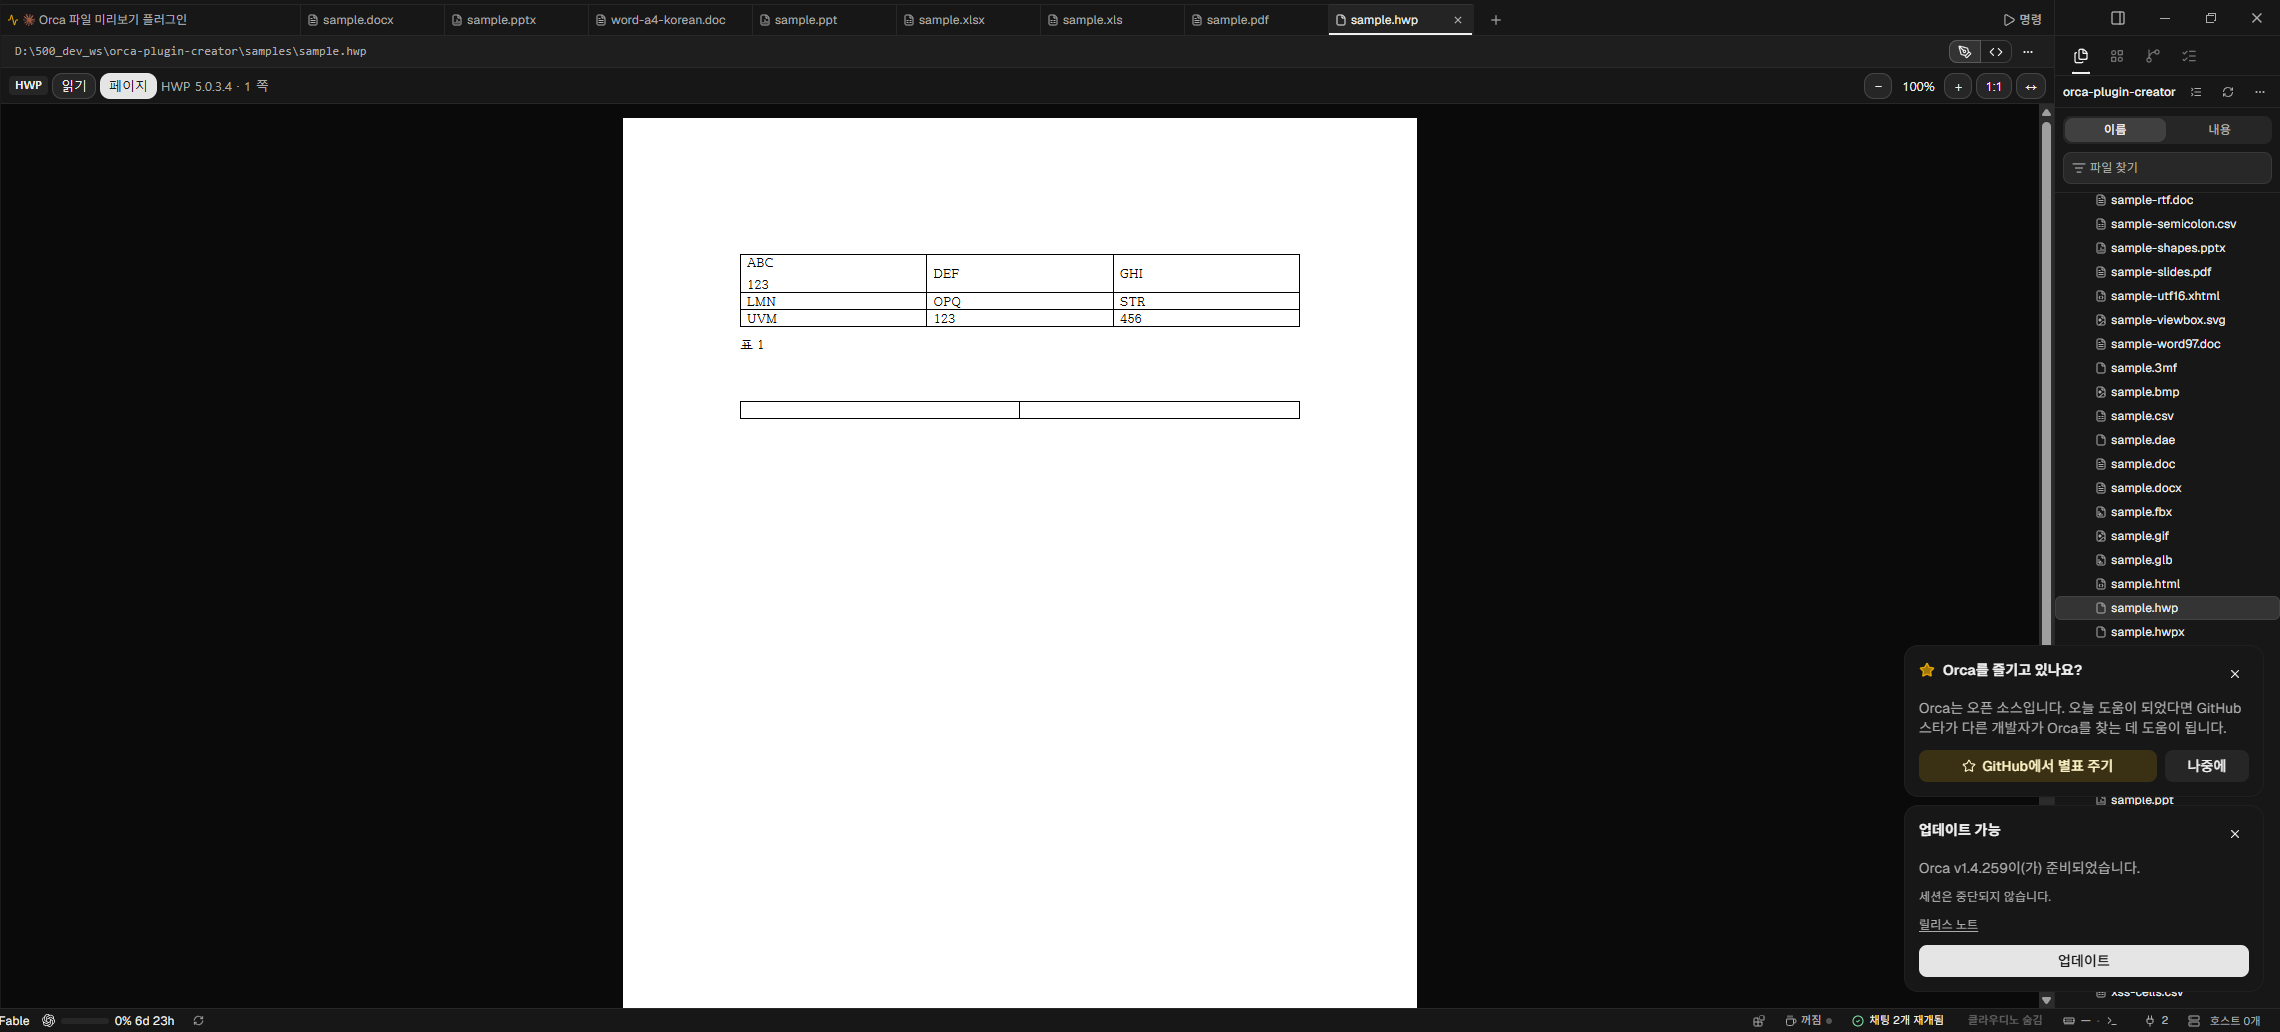 Orca 파일 미리보기 플러그인
sample.docx
sample.pptx
word-a4-korean.doc
sample.ppt
sample.xlsx
sample.xls
sample.pdf
sample.hwp
명령
D:\500_dev_ws\orca-plugin-creator\samples\sample.hwp
HWP 읽기 페이지 HWP 5.0.3.4 · 1 쪽
− 100% + 1:1 ↔
ABC
123
DEF
GHI
LMN OPQ STR
UVM 123 456
표 1
orca-plugin-creator
이름 내용
파일 찾기
sample-rtf.doc
sample-semicolon.csv
sample-shapes.pptx
sample-slides.pdf
sample-utf16.xhtml
sample-viewbox.svg
sample-word97.doc
sample.3mf
sample.bmp
sample.csv
sample.dae
sample.doc
sample.docx
sample.fbx
sample.gif
sample.glb
sample.html
sample.hwp
sample.hwpx
Orca를 즐기고 있나요?
Orca는 오픈 소스입니다. 오늘 도움이 되었다면 GitHub
스타가 다른 개발자가 Orca를 찾는 데 도움이 됩니다.
GitHub에서 별표 주기 나중에
sample.ppt
업데이트 가능
Orca v1.4.259이(가) 준비되었습니다.
세션은 중단되지 않습니다.
릴리스 노트
업데이트
xss-cells.csv
Fable 0% 6d 23h
꺼짐 채팅 2개 재개됨 클라우디노 숨김 2 호스트 0개